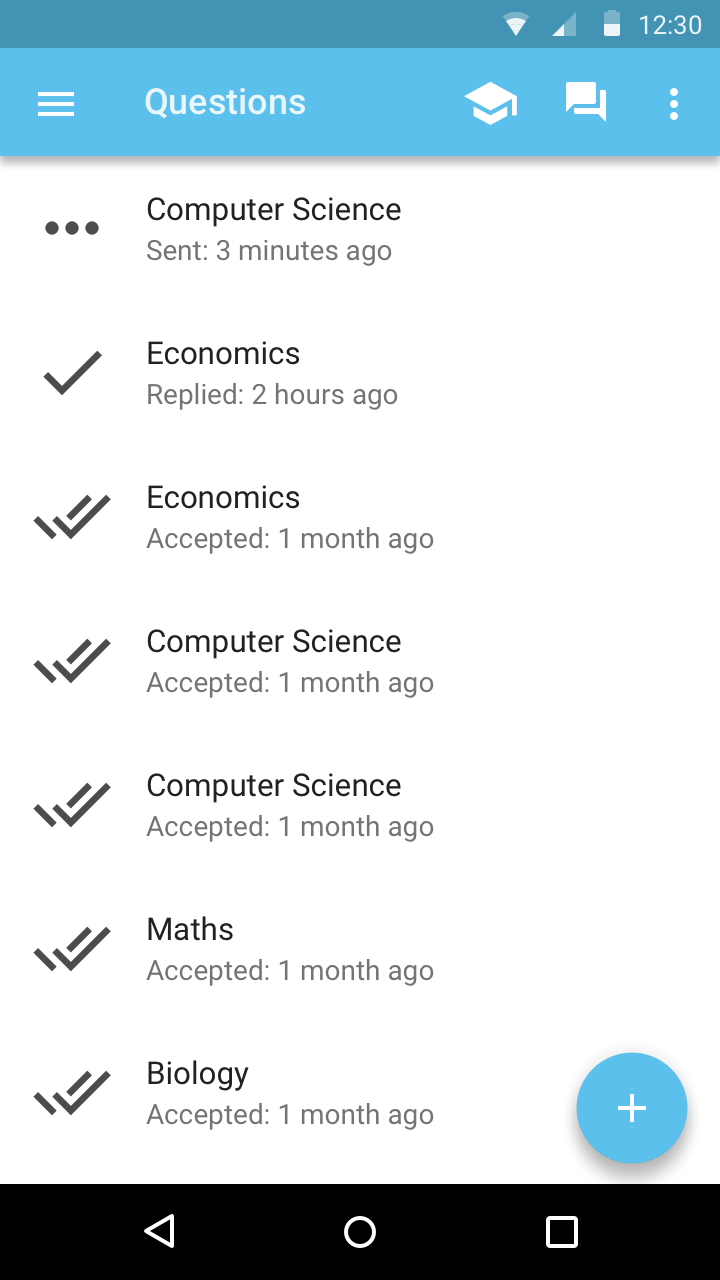 12:30
Questions
Computer Science
Sent: 3 minutes ago
Economics
Replied: 2 hours ago
Economics
Accepted: 1 month ago
Computer Science
Accepted: 1 month ago
Computer Science
Accepted: 1 month ago
Maths
Accepted: 1 month ago
Biology
Accepted: 1 month ago